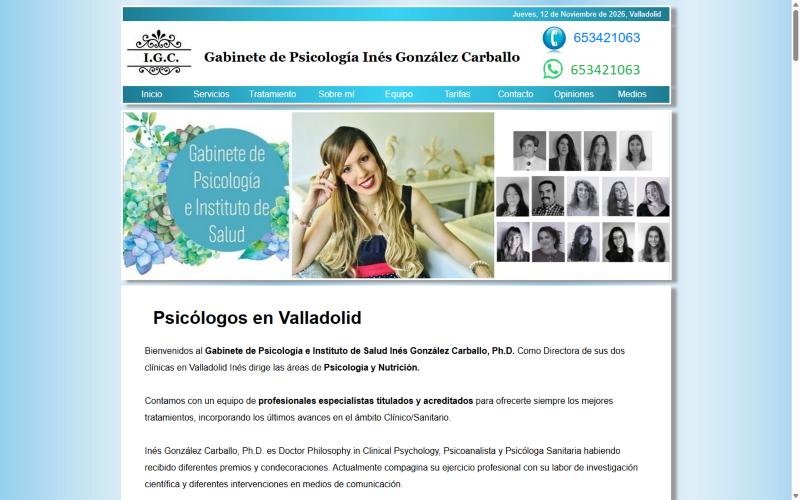 Jueves, 12 de Noviembre de 2026, Valladolid
I.G.C.
Gabinete de Psicología Inés González Carballo
653421063
653421063
Inicio Servicios Tratamiento Sobre mí Equipo Tarifas Contacto Opiniones Medios
Gabinete de
Psicología
e Instituto de
Salud
Psicólogos en Valladolid
Bienvenidos al Gabinete de Psicología e Instituto de Salud Inés González Carballo, Ph.D. Como Directora de sus dos
clínicas en Valladolid Inés dirige las áreas de Psicología y Nutrición.
Contamos con un equipo de profesionales especialistas titulados y acreditados para ofrecerte siempre los mejores
tratamientos, incorporando los últimos avances en el ámbito Clínico/Sanitario.
Inés González Carballo, Ph.D. es Doctor Philosophy in Clinical Psychology, Psicoanalista y Psicóloga Sanitaria habiendo
recibido diferentes premios y condecoraciones. Actualmente compagina su ejercicio profesional con su labor de investigación
científica y diferentes intervenciones en medios de comunicación.